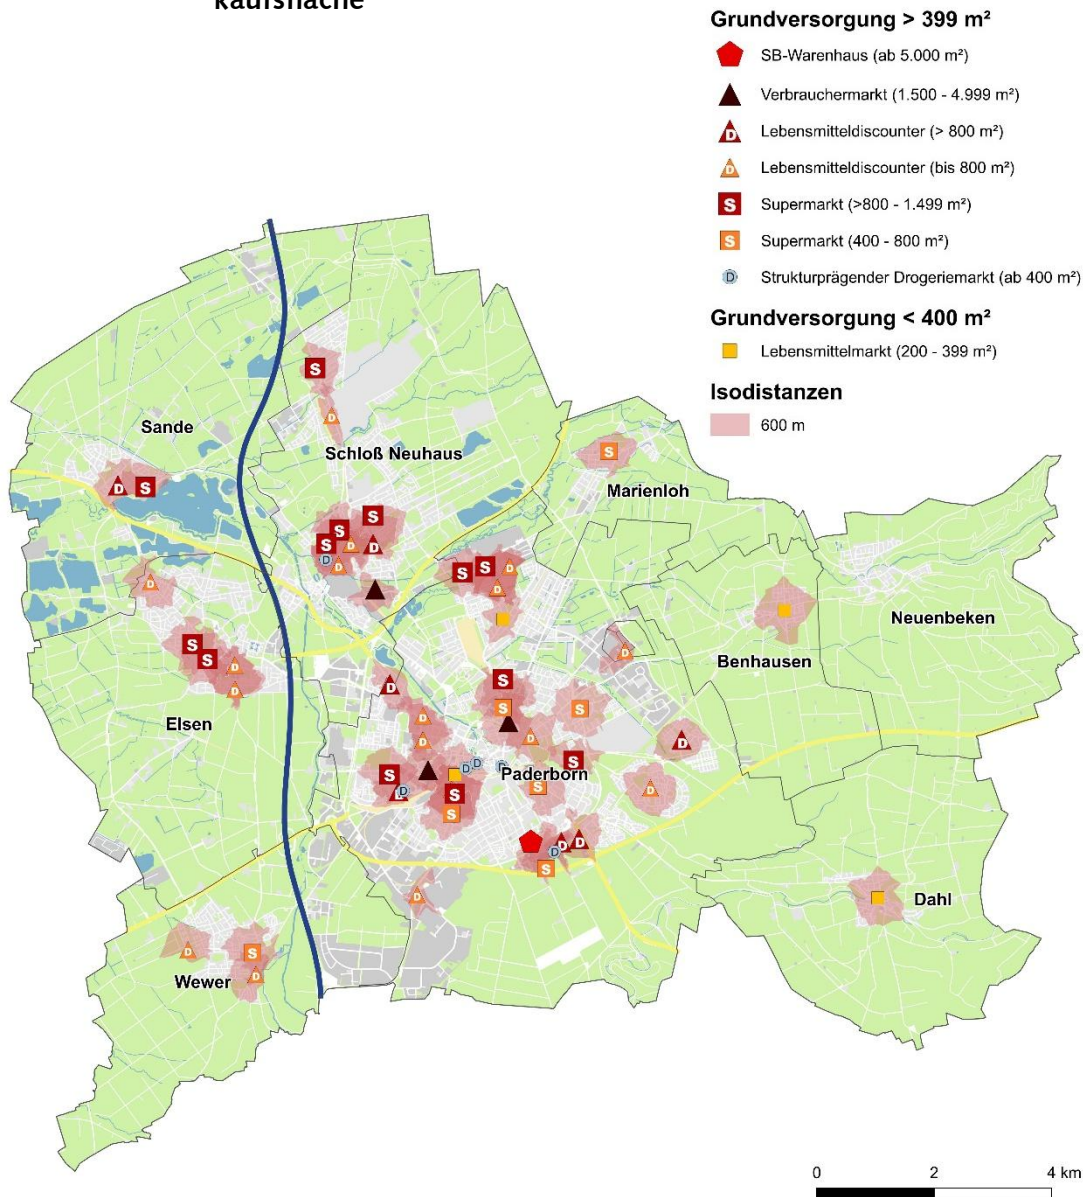 kaufsfläche
Grundversorgung > 399 m²
SB-Warenhaus (ab 5.000 m²)
Verbrauchermarkt (1.500 - 4.999 m²)
D Lebensmitteldiscounter (> 800 m²)
D Lebensmitteldiscounter (bis 800 m²)
S Supermarkt (>800 - 1.499 m²)
S Supermarkt (400 - 800 m²)
D Strukturprägender Drogeriemarkt (ab 400 m²)
Grundversorgung < 400 m²
Lebensmittelmarkt (200 - 399 m²)
Isodistanzen
600 m
Sande
Schloß Neuhaus
Marienloh
Neuenbeken
Benhausen
Elsen
Paderborn
Dahl
Wewer
0 2 4 km